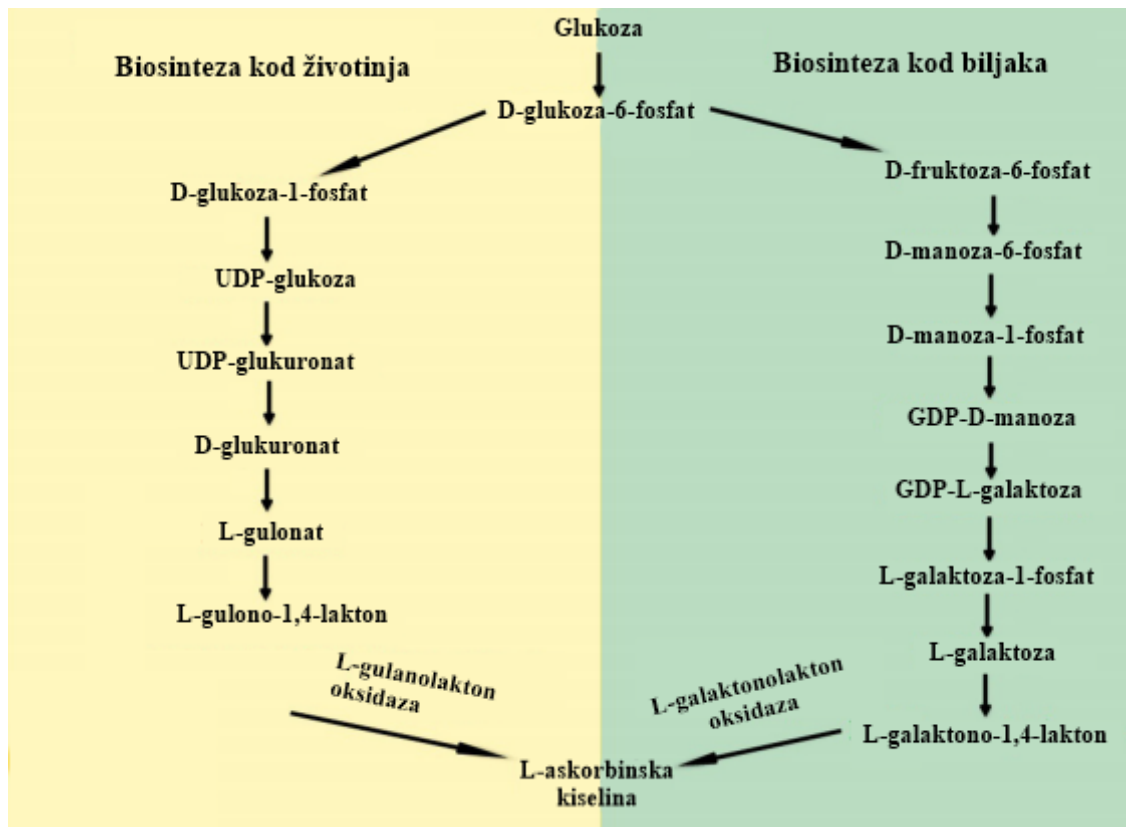 Glukoza
Biosinteza kod životinja
Biosinteza kod biljaka
D-glukoza-6-fosfat
D-glukoza-1-fosfat
UDP-glukoza
UDP-glukuronat
D-glukuronat
L-gulonat
L-gulono-1,4-lakton
L-gulanolakton
oksidaza
D-fruktoza-6-fosfat
D-manoza-6-fosfat
D-manoza-1-fosfat
GDP-D-manoza
GDP-L-galaktoza
L-galaktoza-1-fosfat
L-galaktoza
L-galaktono-1,4-lakton
L-galaktonolakton
oksidaza
L-askorbinska
kiselina